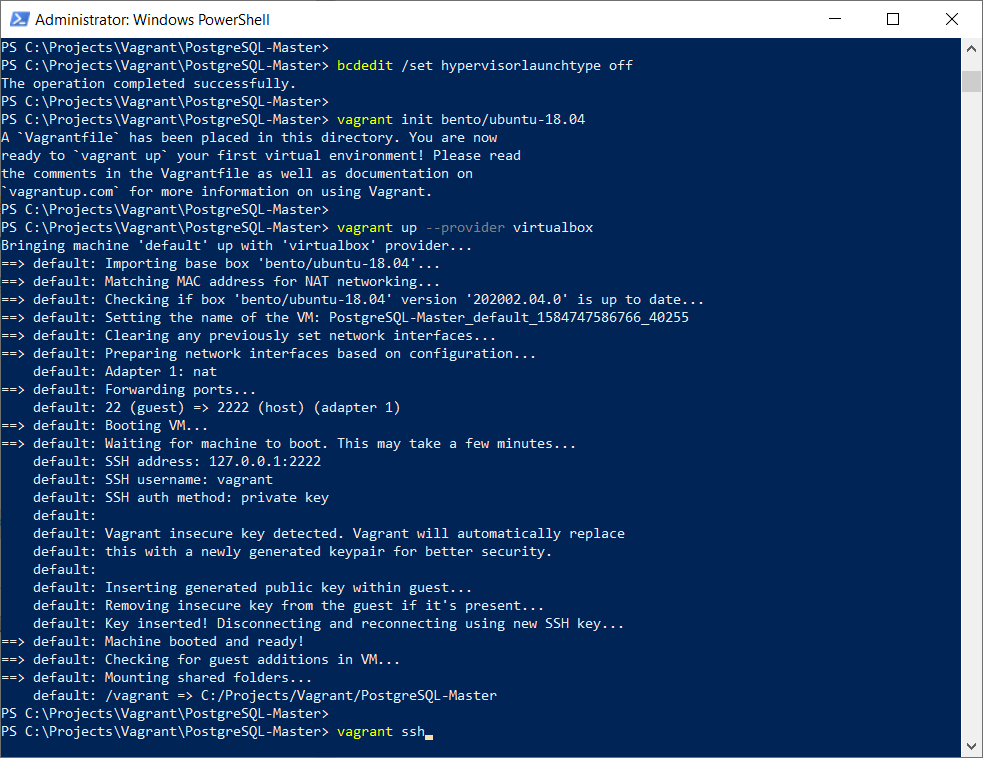 Administrator: Windows PowerShell
PS C:\Projects\Vagrant\PostgreSQL-Master>
PS C:\Projects\Vagrant\PostgreSQL-Master> bcdedit /set hypervisorlaunchtype off
The operation completed successfully.
PS C:\Projects\Vagrant\PostgreSQL-Master>
PS C:\Projects\Vagrant\PostgreSQL-Master> vagrant init bento/ubuntu-18.04
A `Vagrantfile` has been placed in this directory. You are now
ready to `vagrant up` your first virtual environment! Please read
the comments in the Vagrantfile as well as documentation on
`vagrantup.com` for more information on using Vagrant.
PS C:\Projects\Vagrant\PostgreSQL-Master>
PS C:\Projects\Vagrant\PostgreSQL-Master> vagrant up --provider virtualbox
Bringing machine 'default' up with 'virtualbox' provider...
==> default: Importing base box 'bento/ubuntu-18.04'...
==> default: Matching MAC address for NAT networking...
==> default: Checking if box 'bento/ubuntu-18.04' version '202002.04.0' is up to date...
==> default: Setting the name of the VM: PostgreSQL-Master_default_1584747586766_40255
==> default: Clearing any previously set network interfaces...
==> default: Preparing network interfaces based on configuration...
    default: Adapter 1: nat
==> default: Forwarding ports...
    default: 22 (guest) => 2222 (host) (adapter 1)
==> default: Booting VM...
==> default: Waiting for machine to boot. This may take a few minutes...
    default: SSH address: 127.0.0.1:2222
    default: SSH username: vagrant
    default: SSH auth method: private key
    default:
    default: Vagrant insecure key detected. Vagrant will automatically replace
    default: this with a newly generated keypair for better security.
    default:
    default: Inserting generated public key within guest...
    default: Removing insecure key from the guest if it's present...
    default: Key inserted! Disconnecting and reconnecting using new SSH key...
==> default: Machine booted and ready!
==> default: Checking for guest additions in VM...
==> default: Mounting shared folders...
    default: /vagrant => C:/Projects/Vagrant/PostgreSQL-Master
PS C:\Projects\Vagrant\PostgreSQL-Master>
PS C:\Projects\Vagrant\PostgreSQL-Master> vagrant ssh